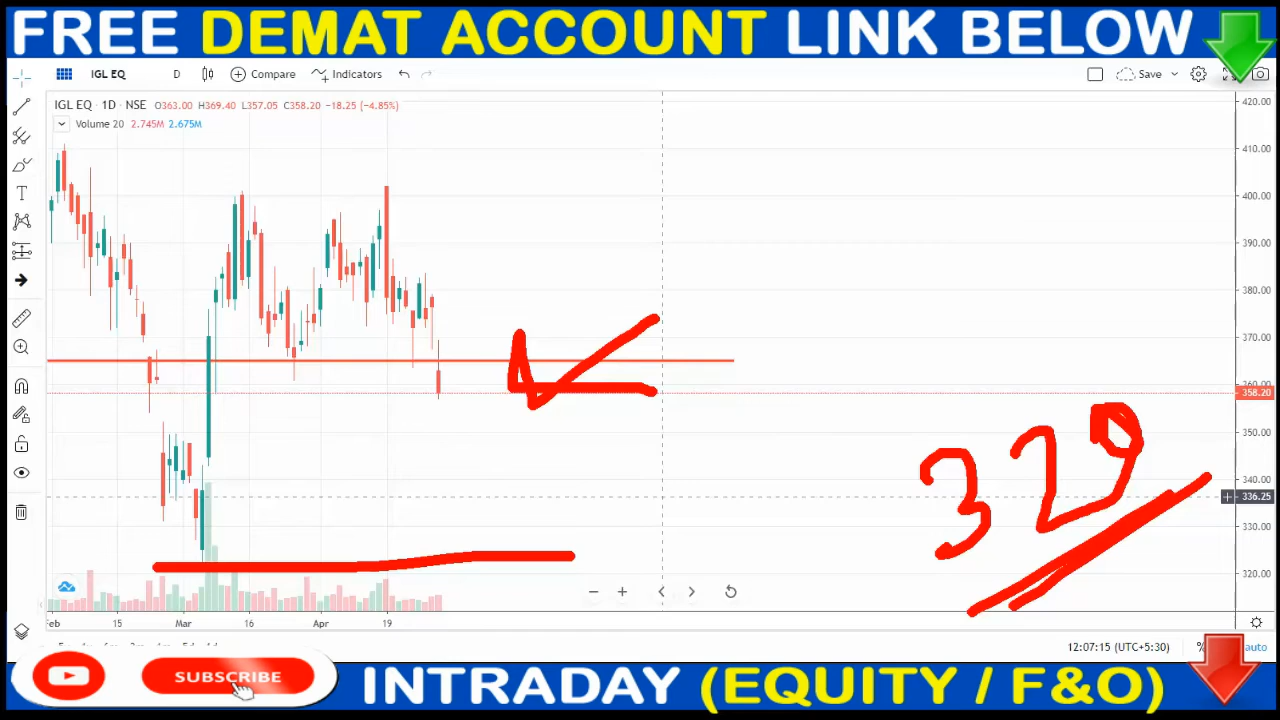 FREE DEMAT ACCOUNT LINK BELOW
IGL EQ D Compare Indicators Save
IGL EQ · 1D · NSE O363.00 H369.40 L357.05 C358.20 −18.25 (−4.85%)
Volume 20 2.745M 2.675M
420.00
410.00
400.00
390.00
380.00
370.00
360.00
358.20
350.00
340.00
336.25
330.00
320.00
329
Feb 15 Mar 16 Apr 19
12:07:15 (UTC+5:30) % auto
SUBSCRIBE
INTRADAY (EQUITY / F&O)